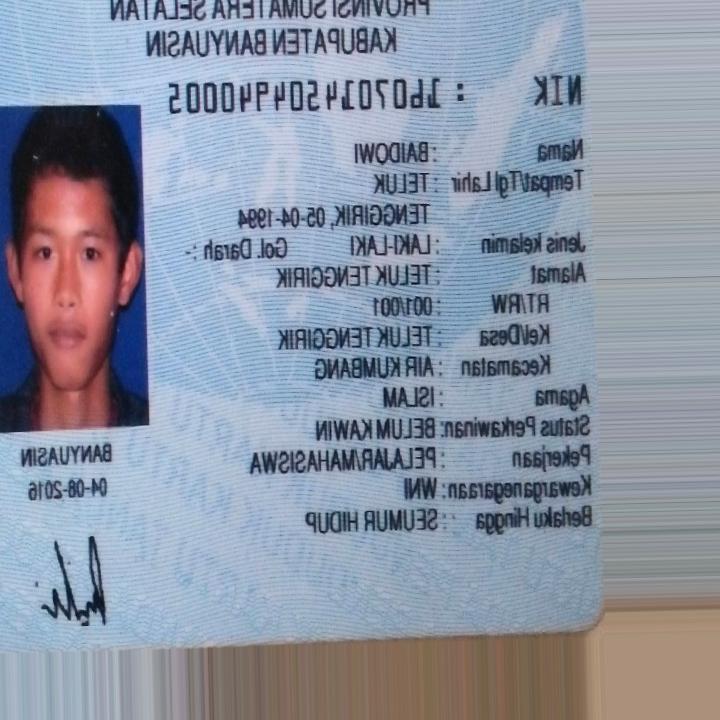 PROVINSI SUMATERA SELATAN
KABUPATEN BANYUASIN
NIK : 1607014504940005
Nama : BAIDOWI
Tempat/Tgl Lahir : TELUK
TENGGIRIK, 05-04-1994
Jenis kelamin : LAKI-LAKI Gol. Darah :-
Alamat : TELUK TENGGIRIK
RT/RW : 001/001
Kel/Desa : TELUK TENGGIRIK
Kecamatan : AIR KUMBANG
Agama : ISLAM
Status Perkawinan: BELUM KAWIN
Pekerjaan : PELAJAR/MAHASISWA
Kewarganegaraan: WNI
Berlaku Hingga : SEUMUR HIDUP
BANYUASIN
04-08-2016